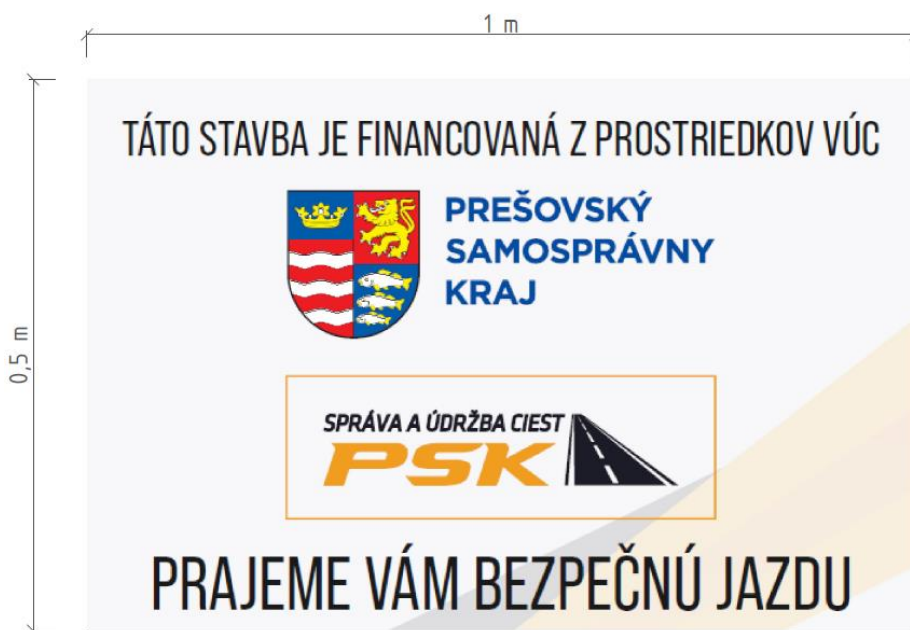 1 m
0,5 m
TÁTO STAVBA JE FINANCOVANÁ Z PROSTRIEDKOV VÚC
PREŠOVSKÝ
SAMOSPRÁVNY
KRAJ
SPRÁVA A ÚDRŽBA CIEST
PSK
PRAJEME VÁM BEZPEČNÚ JAZDU